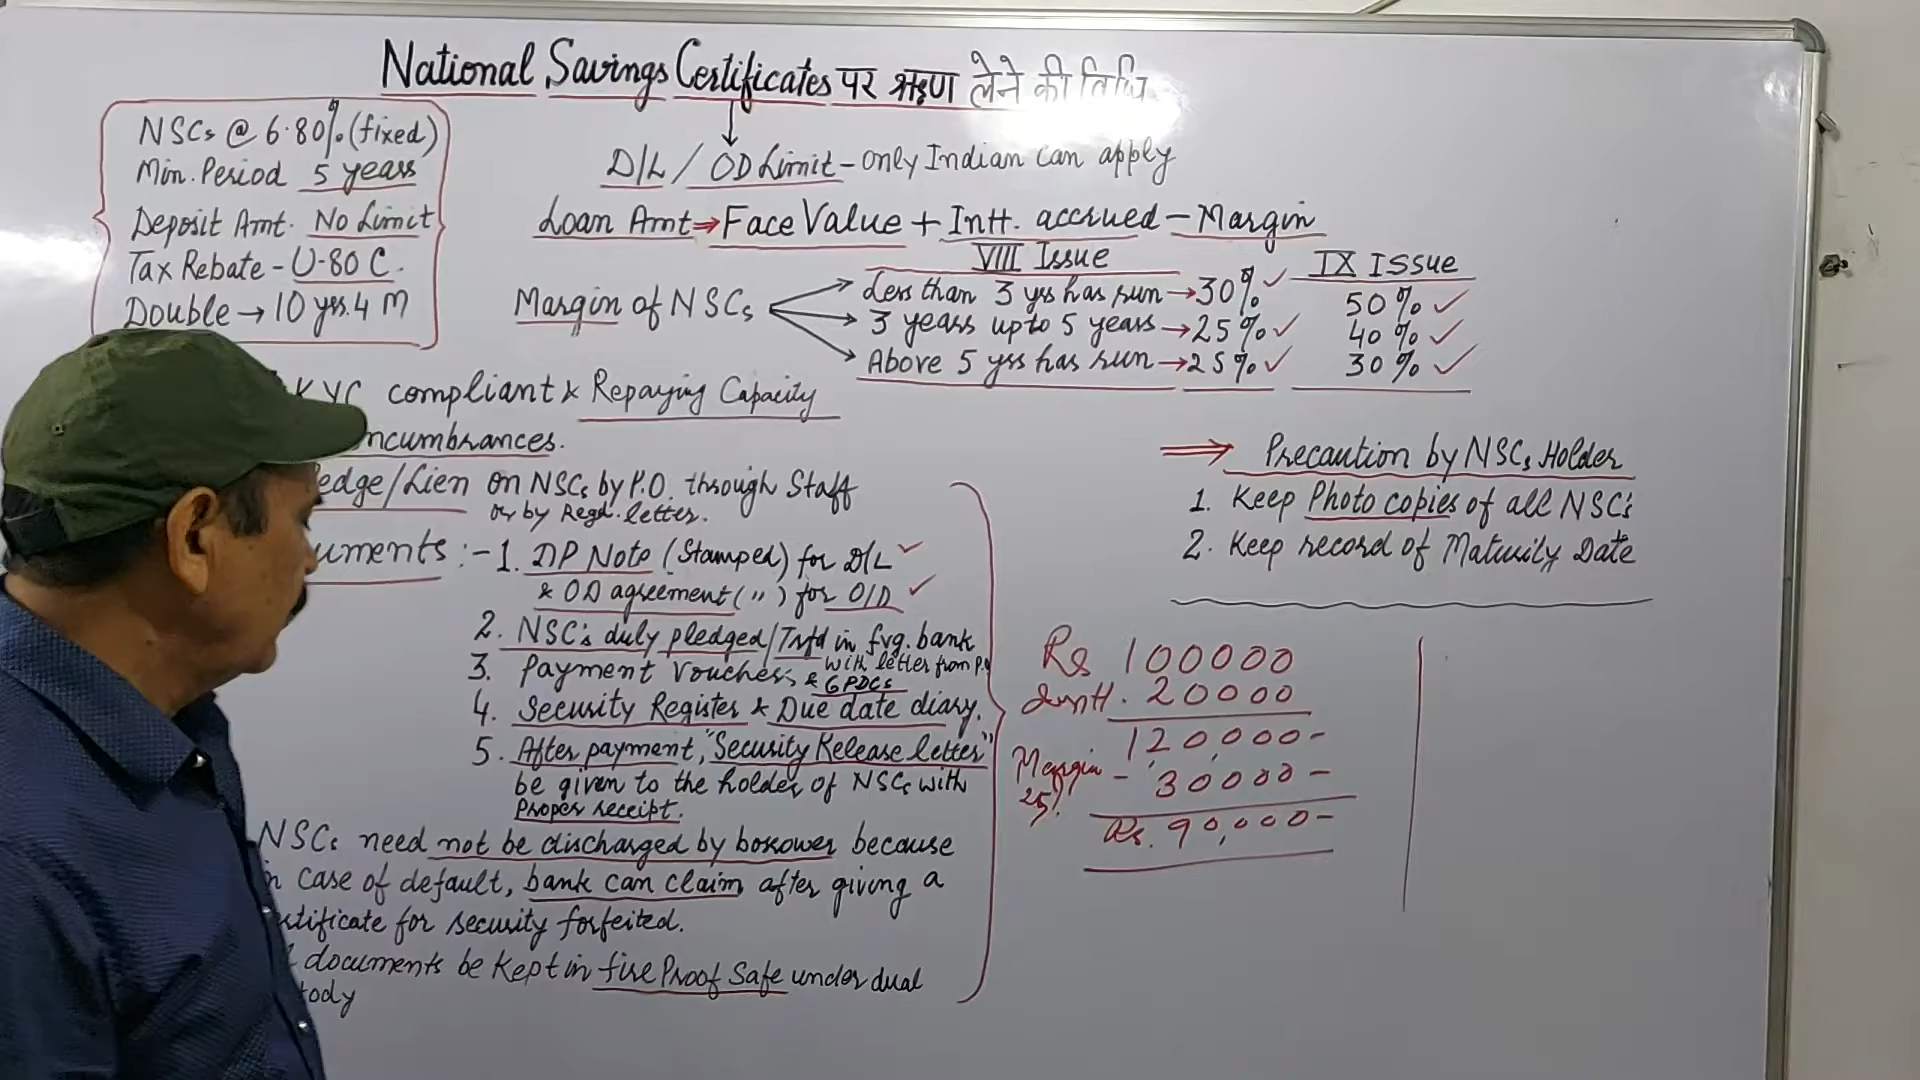 National Savings Certificates पर ऋण लेने की विधि
NSCs @ 6.80% (fixed)
Min. Period 5 years
Deposit Amt. No Limit
Tax Rebate - U-80 C.
Double → 10 yrs. 4 M
D/L / OD Limit - only Indian can apply
Loan Amt ⇒ Face Value + Intt. accrued - Margin
VIII Issue IX Issue
Margin of NSCs
Less than 3 yrs has run → 30% ✓ 50% ✓
3 years upto 5 years → 25% ✓ 40% ✓
Above 5 yrs has run → 25% ✓ 30% ✓
KYC compliant & Repaying Capacity
ncumbrances.
edge/Lien on NSCs by P.O. through Staff
or by Regd. letter.
uments :- 1. DP Note (Stamped) for D/L ✓
& OD agreement ( " ) for O/D ✓
2. NSC's duly pledged/Trfd in fvg. bank
with letter from P.O
3. Payment Vouchers & 6 PDCs
4. Security Register & Due date diary.
5. After payment, "Security Release letter"
be given to the holder of NSCs with
Proper receipt.
NSCs need not be discharged by borrower because
n case of default, bank can claim after giving a
rtificate for security forfeited.
documents be kept in fire Proof Safe under dual
tody
⇒ Precaution by NSCs Holder
1. Keep Photo copies of all NSC's
2. Keep record of Maturity Date
Rs 100000
Intt. 20000
120,000-
Margin 25% - 30000-
Rs. 90,000-